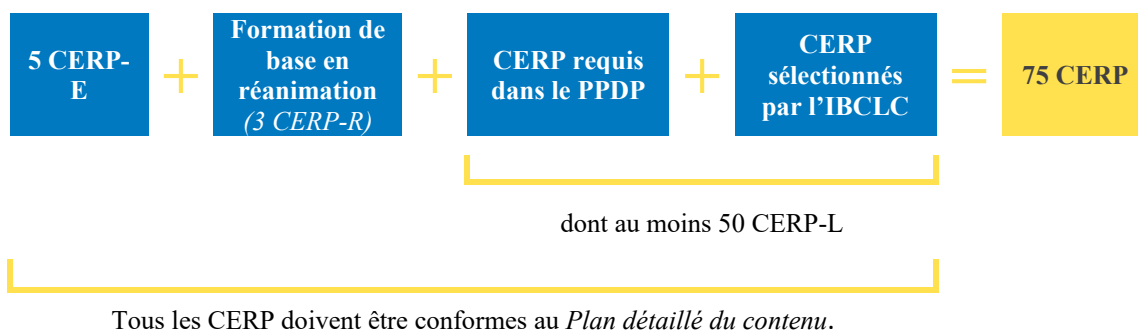 5 CERP-
E
+
Formation de
base en
réanimation
(3 CERP-R)
+
CERP requis
dans le PPDP
+
CERP
sélectionnés
par l’IBCLC
=
75 CERP
dont au moins 50 CERP-L
Tous les CERP doivent être conformes au Plan détaillé du contenu.